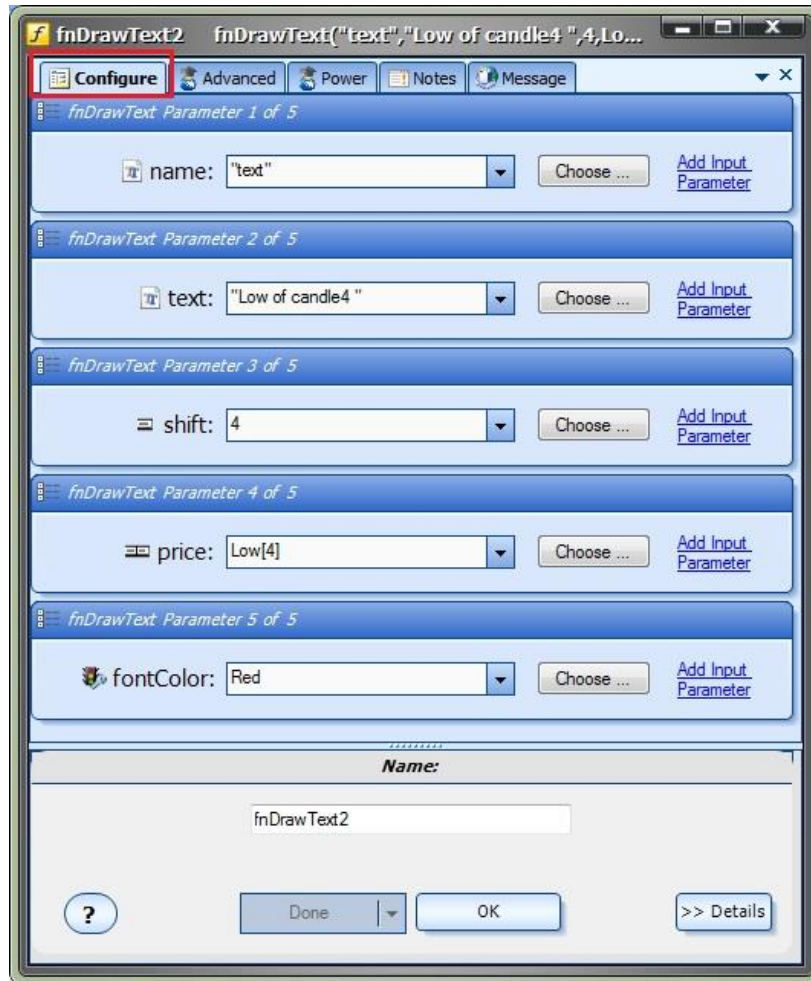 fnDrawText2 fnDrawText("text","Low of candle4 ",4,Lo...
Configure Advanced Power Notes Message
fnDrawText Parameter 1 of 5
name: "text" Choose ... Add Input
Parameter
fnDrawText Parameter 2 of 5
text: "Low of candle4 " Choose ... Add Input
Parameter
fnDrawText Parameter 3 of 5
shift: 4 Choose ... Add Input
Parameter
fnDrawText Parameter 4 of 5
price: Low[4] Choose ... Add Input
Parameter
fnDrawText Parameter 5 of 5
fontColor: Red Choose ... Add Input
Parameter
Name:
fnDrawText2
? Done OK >> Details